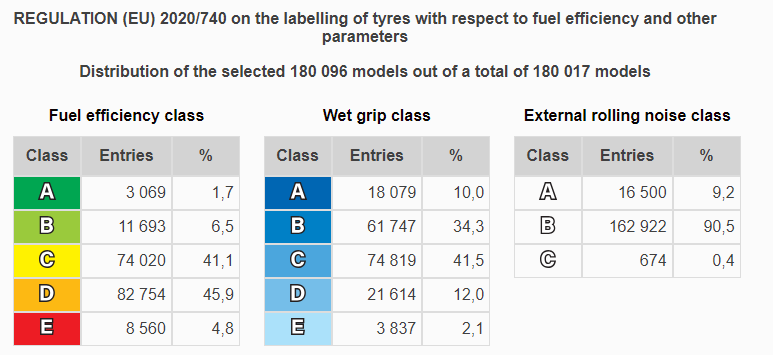 REGULATION (EU) 2020/740 on the labelling of tyres with respect to fuel efficiency and other
parameters
Distribution of the selected 180 096 models out of a total of 180 017 models
Fuel efficiency class
Class Entries %
A 3 069 1,7
B 11 693 6,5
C 74 020 41,1
D 82 754 45,9
E 8 560 4,8
Wet grip class
Class Entries %
A 18 079 10,0
B 61 747 34,3
C 74 819 41,5
D 21 614 12,0
E 3 837 2,1
External rolling noise class
Class Entries %
A 16 500 9,2
B 162 922 90,5
C 674 0,4